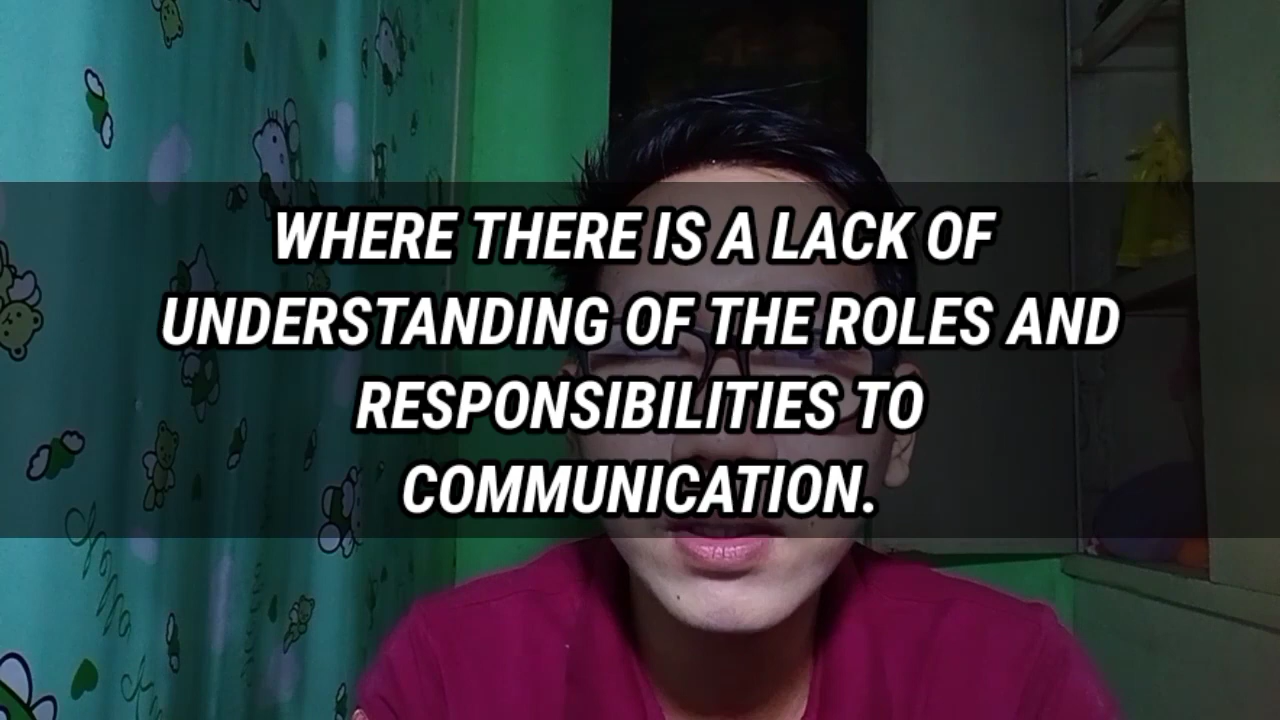 WHERE THERE IS A LACK OF
UNDERSTANDING OF THE ROLES AND
RESPONSIBILITIES TO
COMMUNICATION.